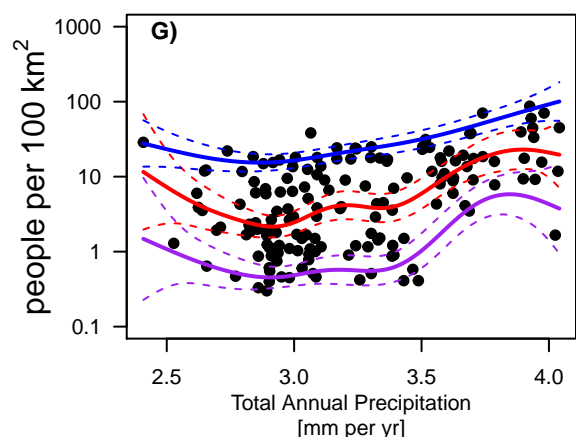 G)
people per 100 km²
1000
100
10
1
0.1
2.5 3.0 3.5 4.0
Total Annual Precipitation
[mm per yr]